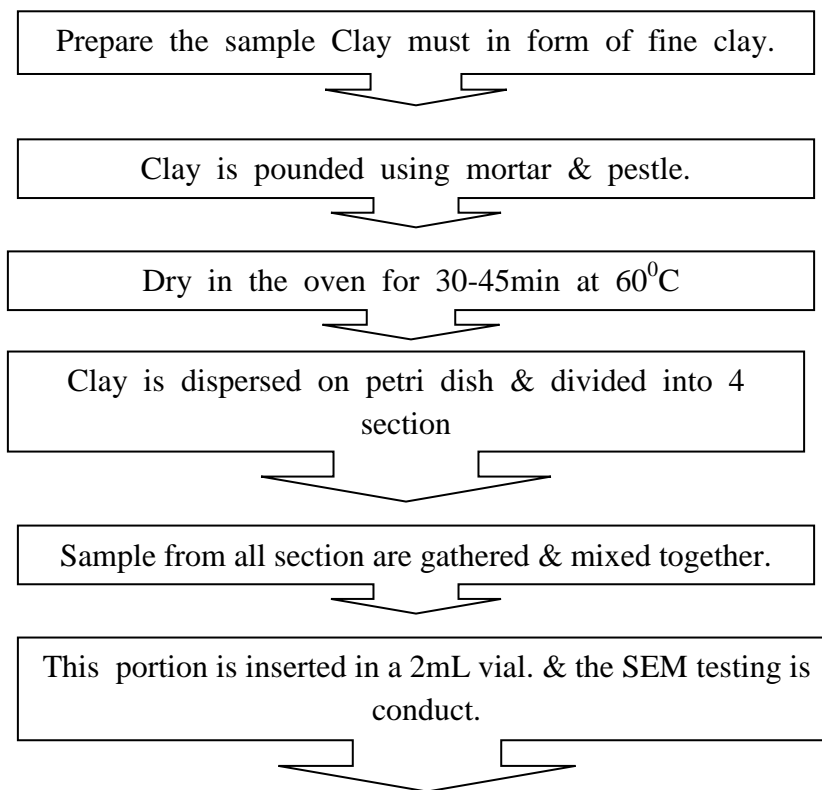 Prepare the sample Clay must in form of fine clay.
Clay is pounded using mortar & pestle.
Dry in the oven for 30-45min at 60⁰C
Clay is dispersed on petri dish & divided into 4
section
Sample from all section are gathered & mixed together.
This portion is inserted in a 2mL vial. & the SEM testing is
conduct.